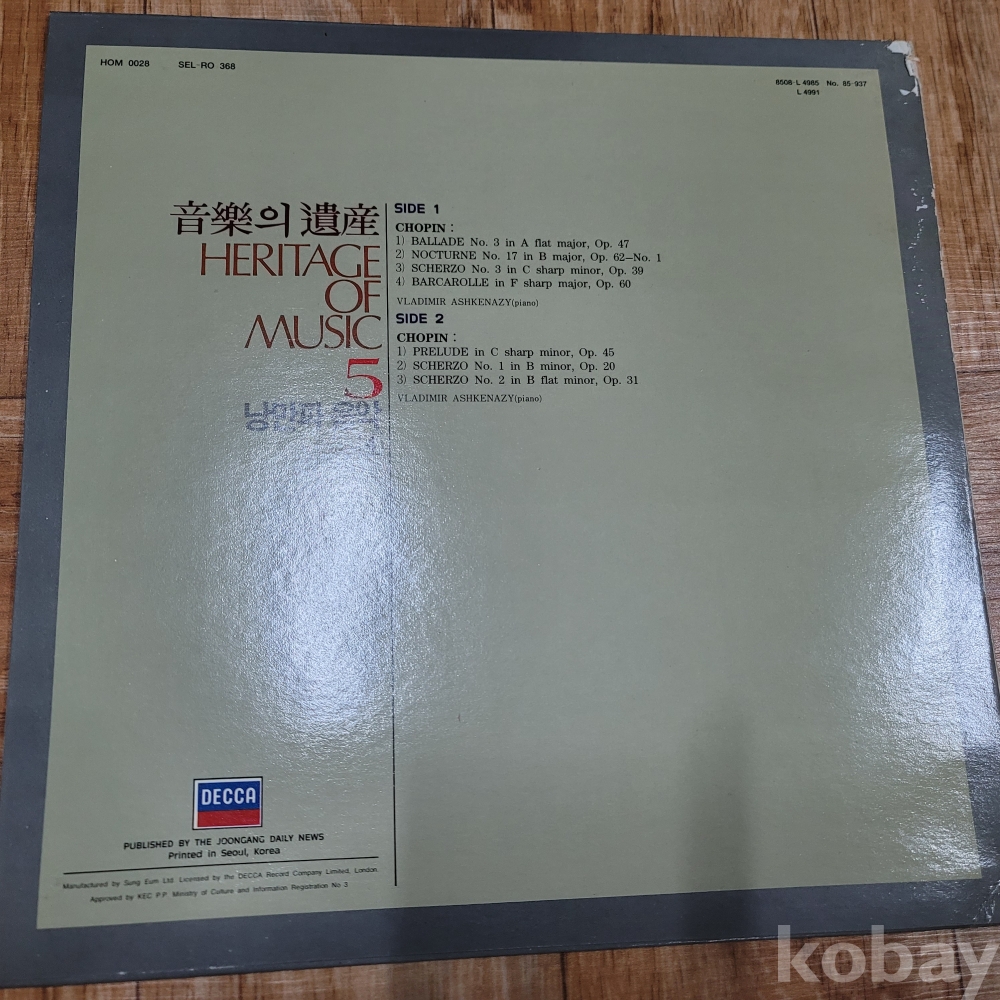 HOM 0028 SEL-RO 368
8508-L 4985 No. 85-937
L 4991
音樂의 遺産
HERITAGE
OF
MUSIC
5
낭만파 음악
SIDE 1
CHOPIN :
1) BALLADE No. 3 in A flat major, Op. 47
2) NOCTURNE No. 17 in B major, Op. 62–No. 1
3) SCHERZO No. 3 in C sharp minor, Op. 39
4) BARCAROLLE in F sharp major, Op. 60
VLADIMIR ASHKENAZY(piano)
SIDE 2
CHOPIN :
1) PRELUDE in C sharp minor, Op. 45
2) SCHERZO No. 1 in B minor, Op. 20
3) SCHERZO No. 2 in B flat minor, Op. 31
VLADIMIR ASHKENAZY(piano)
DECCA
PUBLISHED BY THE JOONGANG DAILY NEWS
Printed in Seoul, Korea
Manufactured by Sung Eum Ltd. Licensed by the DECCA Record Company Limited, London
Approved by KEC P.P. Ministry of Culture and Information Registration No 3
kobay